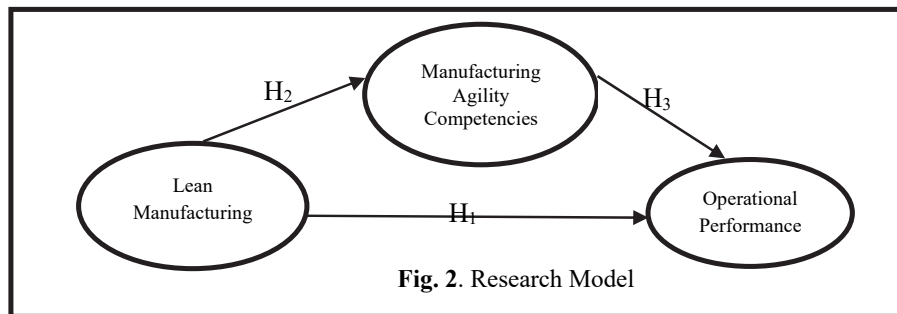 Manufacturing
Agility
Competencies
H₂
H₃
Lean
Manufacturing
H₁
Operational
Performance
Fig. 2. Research Model